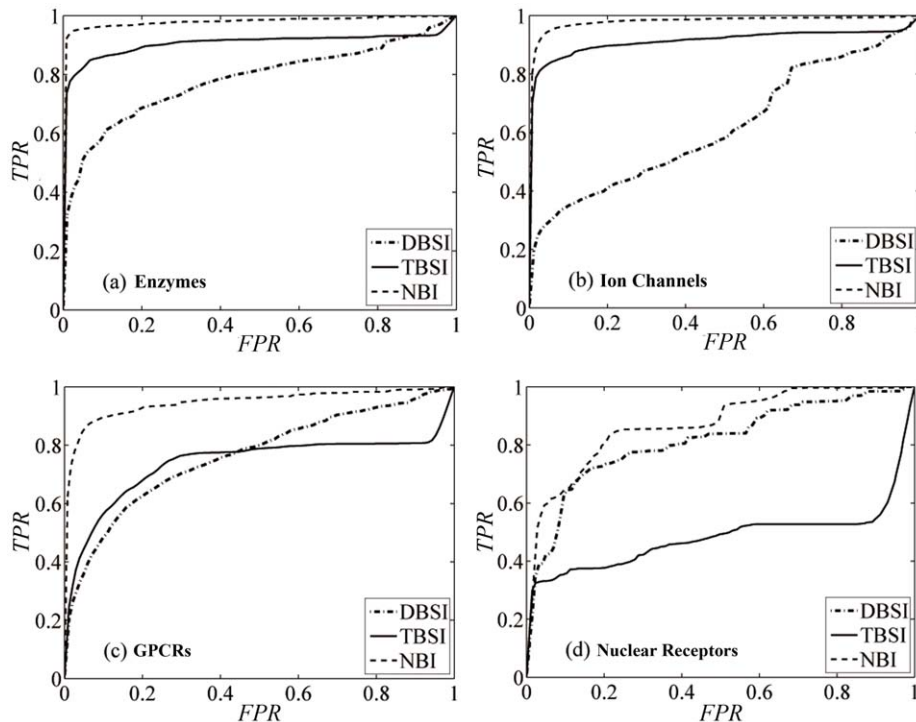 1
0.8
0.6
0.4
0.2
0
TPR
DBSI
TBSI
NBI
(a) Enzymes
0 0.2 0.4 0.6 0.8 1
FPR
1
0.8
0.6
0.4
0.2
0
TPR
DBSI
TBSI
NBI
(b) Ion Channels
0 0.2 0.4 0.6 0.8 1
FPR
1
0.8
0.6
0.4
0.2
0
TPR
DBSI
TBSI
NBI
(c) GPCRs
0 0.2 0.4 0.6 0.8 1
FPR
1
0.8
0.6
0.4
0.2
0
TPR
DBSI
TBSI
NBI
(d) Nuclear Receptors
0 0.2 0.4 0.6 0.8 1
FPR